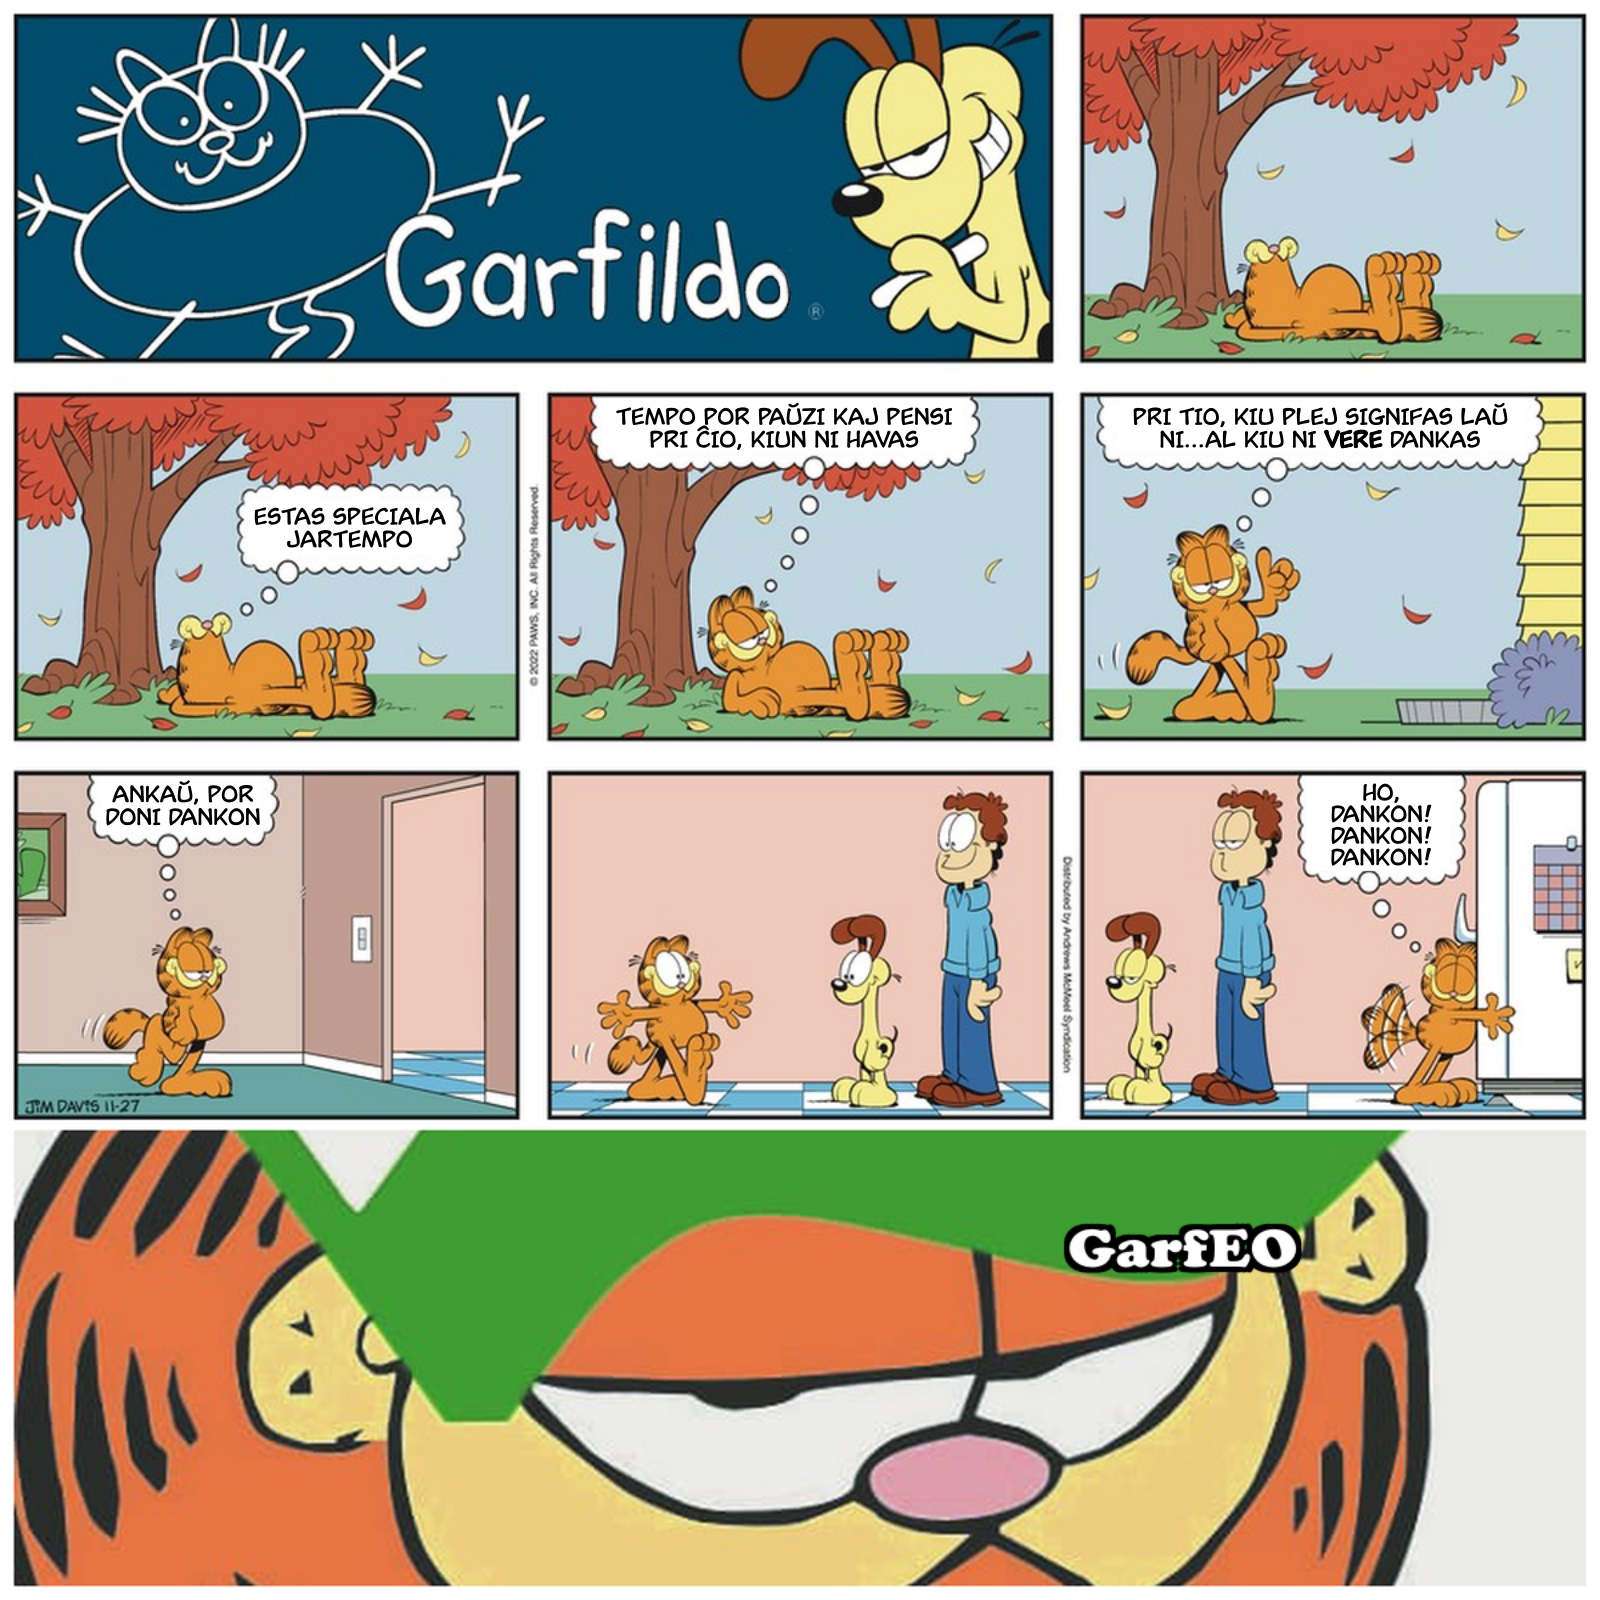 Garfildo
®
ESTAS SPECIALA
JARTEMPO
© 2022 PAWS, INC. All Rights Reserved.
TEMPO POR PAŬZI KAJ PENSI
PRI ĈIO, KIUN NI HAVAS
PRI TIO, KIU PLEJ SIGNIFAS LAŬ
NI...AL KIU NI VERE DANKAS
ANKAŬ, POR
DONI DANKON
JIM DAVIS 11-27
Distributed by Andrews McMeel Syndication
HO,
DANKON!
DANKON!
DANKON!
GarfEO